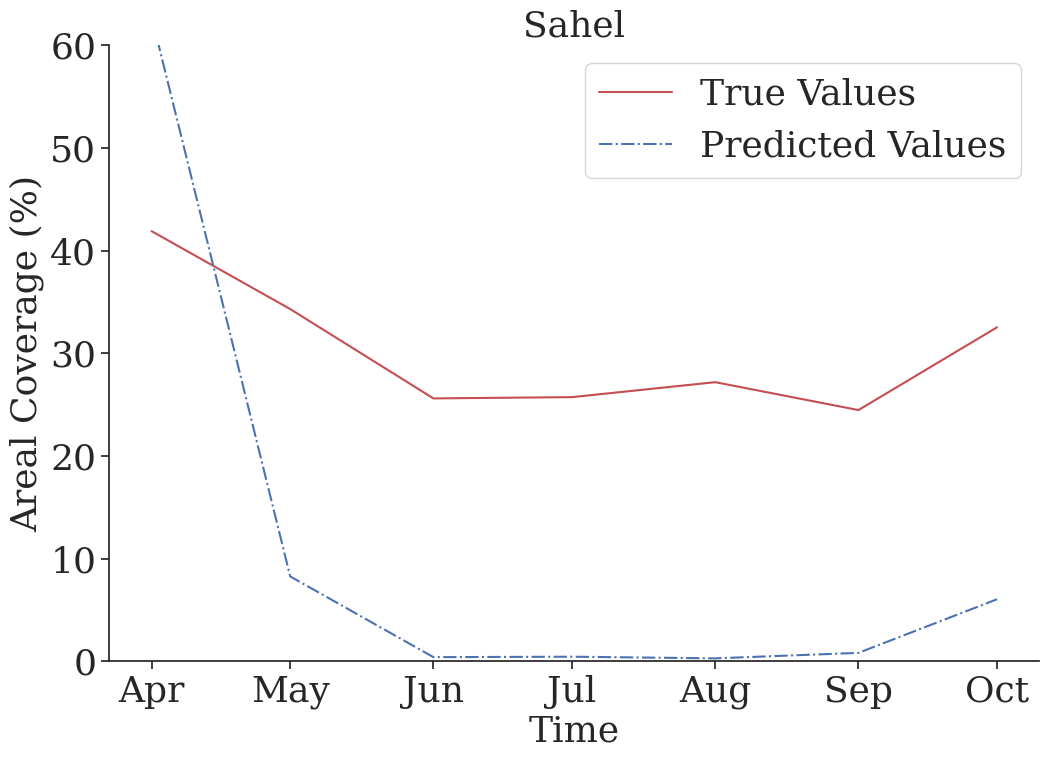 Sahel
60
50
40
30
20
10
0
Areal Coverage (%)
True Values
Predicted Values
Apr May Jun Jul Aug Sep Oct
Time